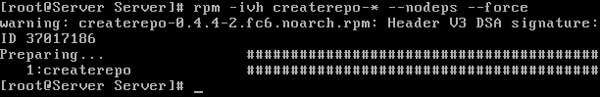 [root@Server Server]# rpm -ivh createrepo-* --nodeps --force
warning: createrepo-0.4.4-2.fc6.noarch.rpm: Header V3 DSA signature:
ID 37017186
Preparing... ########################################
1:createrepo ########################################
[root@Server Server]# _